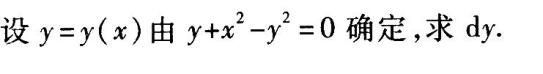 设 y=y(x)由 y+x²-y²=0 确定,求 dy.